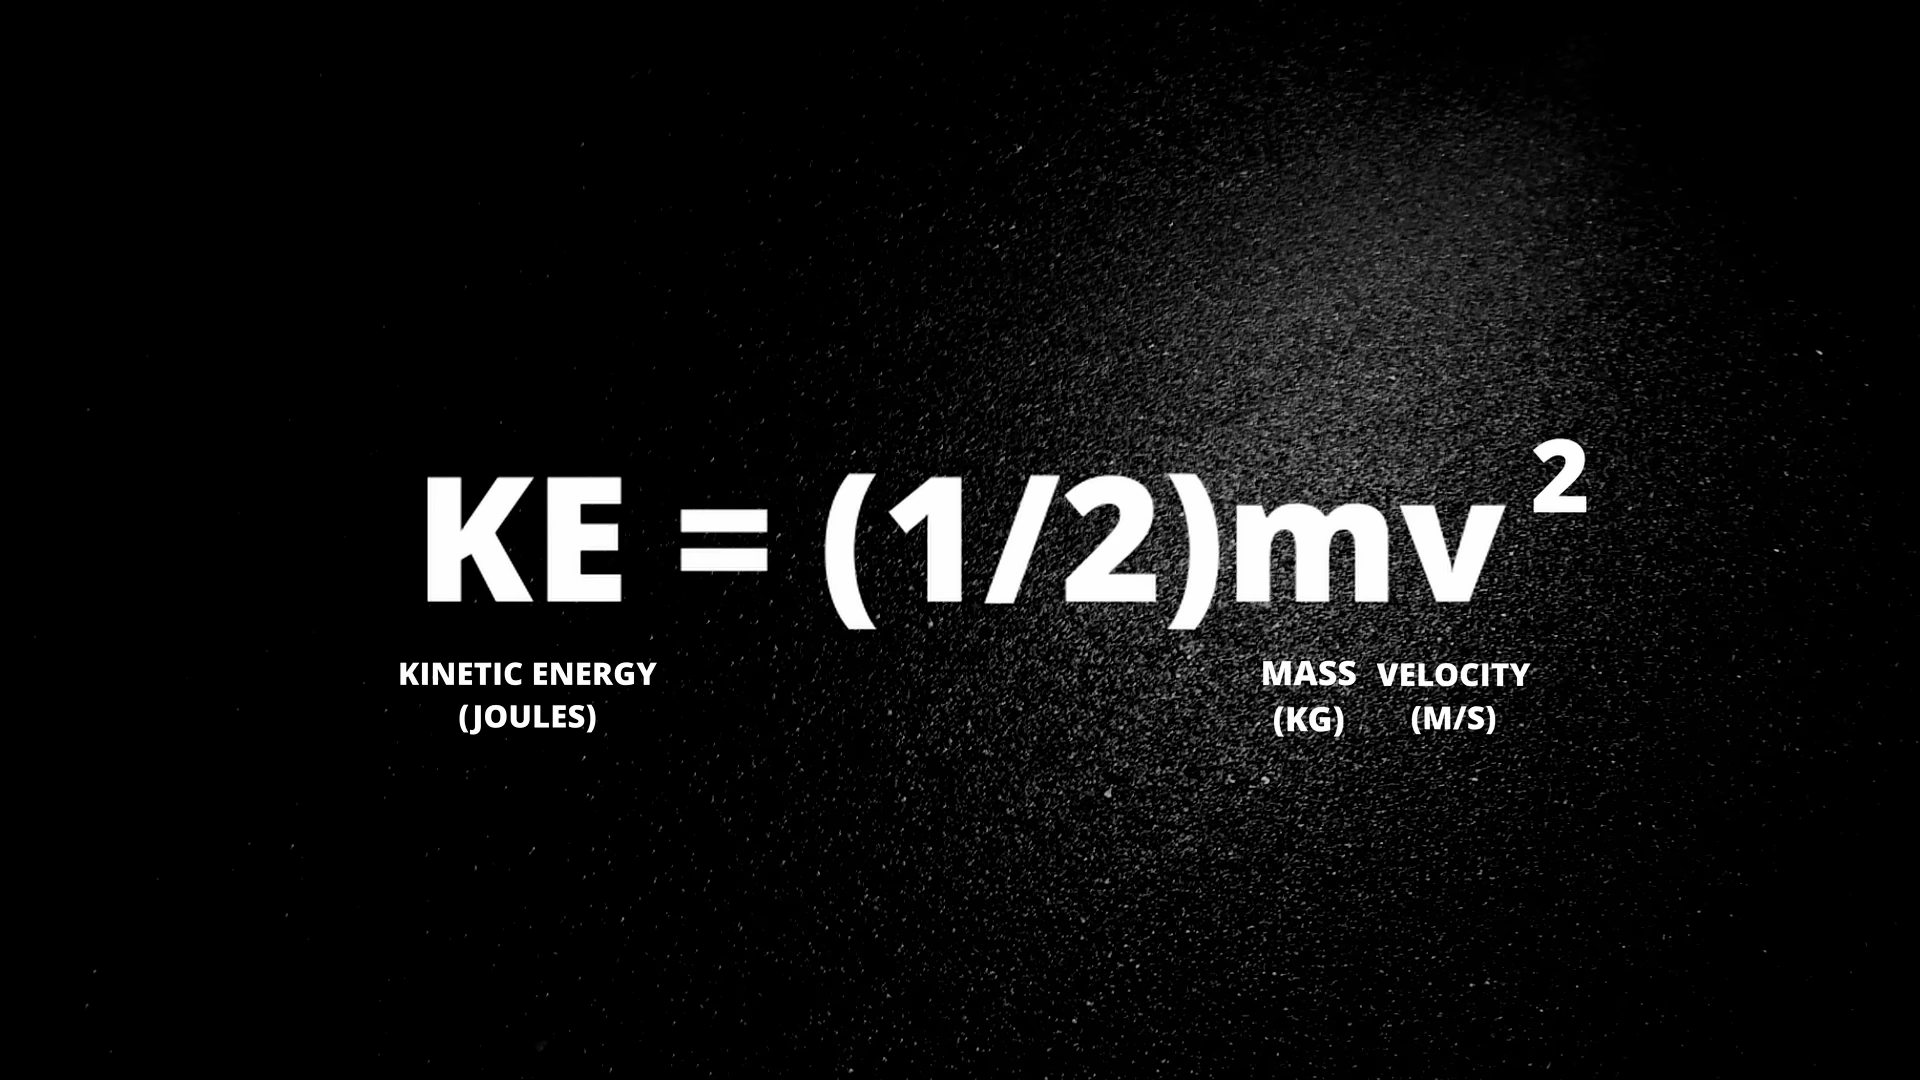 KE = (1/2)mv²
KINETIC ENERGY MASS VELOCITY
(JOULES) (KG) (M/S)